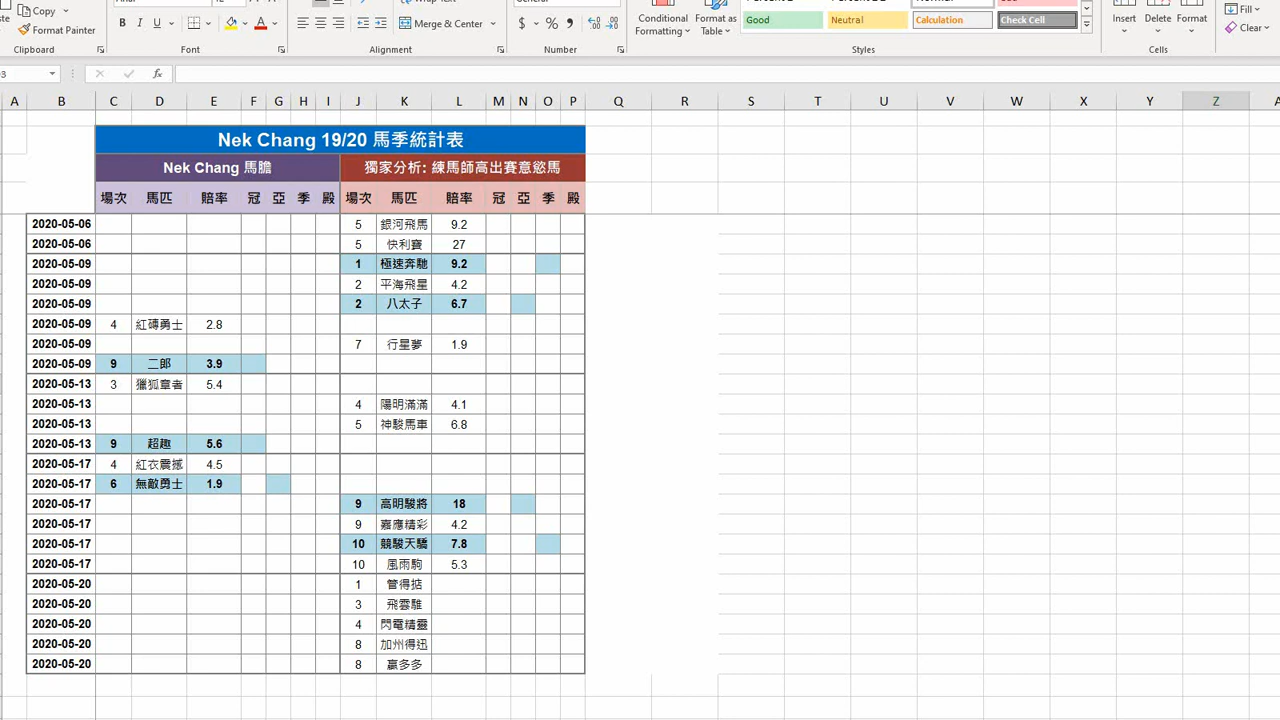 Copy
Format Painter
Clipboard
B I U
Font
Merge & Center
Alignment
$ % ,
Number
Conditional Formatting
Format as Table
Good
Neutral
Calculation
Check Cell
Styles
Insert
Delete
Format
Cells
Fill
Clear
fx
A B C D E F G H I J K L M N O P Q R S T U V W X Y Z
Nek Chang 19/20 馬季統計表
Nek Chang 馬膽 獨家分析: 練馬師高出賽意慾馬
場次 馬匹 賠率 冠 亞 季 殿 場次 馬匹 賠率 冠 亞 季 殿
2020-05-06 5 銀河飛馬 9.2
2020-05-06 5 快利寶 27
2020-05-09 1 極速奔馳 9.2
2020-05-09 2 平海飛星 4.2
2020-05-09 2 八太子 6.7
2020-05-09 4 紅磚勇士 2.8
2020-05-09 7 行星夢 1.9
2020-05-09 9 二郎 3.9
2020-05-13 3 獵狐章者 5.4
2020-05-13 4 陽明滿滿 4.1
2020-05-13 5 神駿馬車 6.8
2020-05-13 9 超趣 5.6
2020-05-17 4 紅衣震撼 4.5
2020-05-17 6 無敵勇士 1.9
2020-05-17 9 高明駿將 18
2020-05-17 9 嘉應精彩 4.2
2020-05-17 10 競駿天驕 7.8
2020-05-17 10 風雨駒 5.3
2020-05-20 1 管得掂
2020-05-20 3 飛雲騅
2020-05-20 4 閃電精靈
2020-05-20 8 加州得迅
2020-05-20 8 贏多多